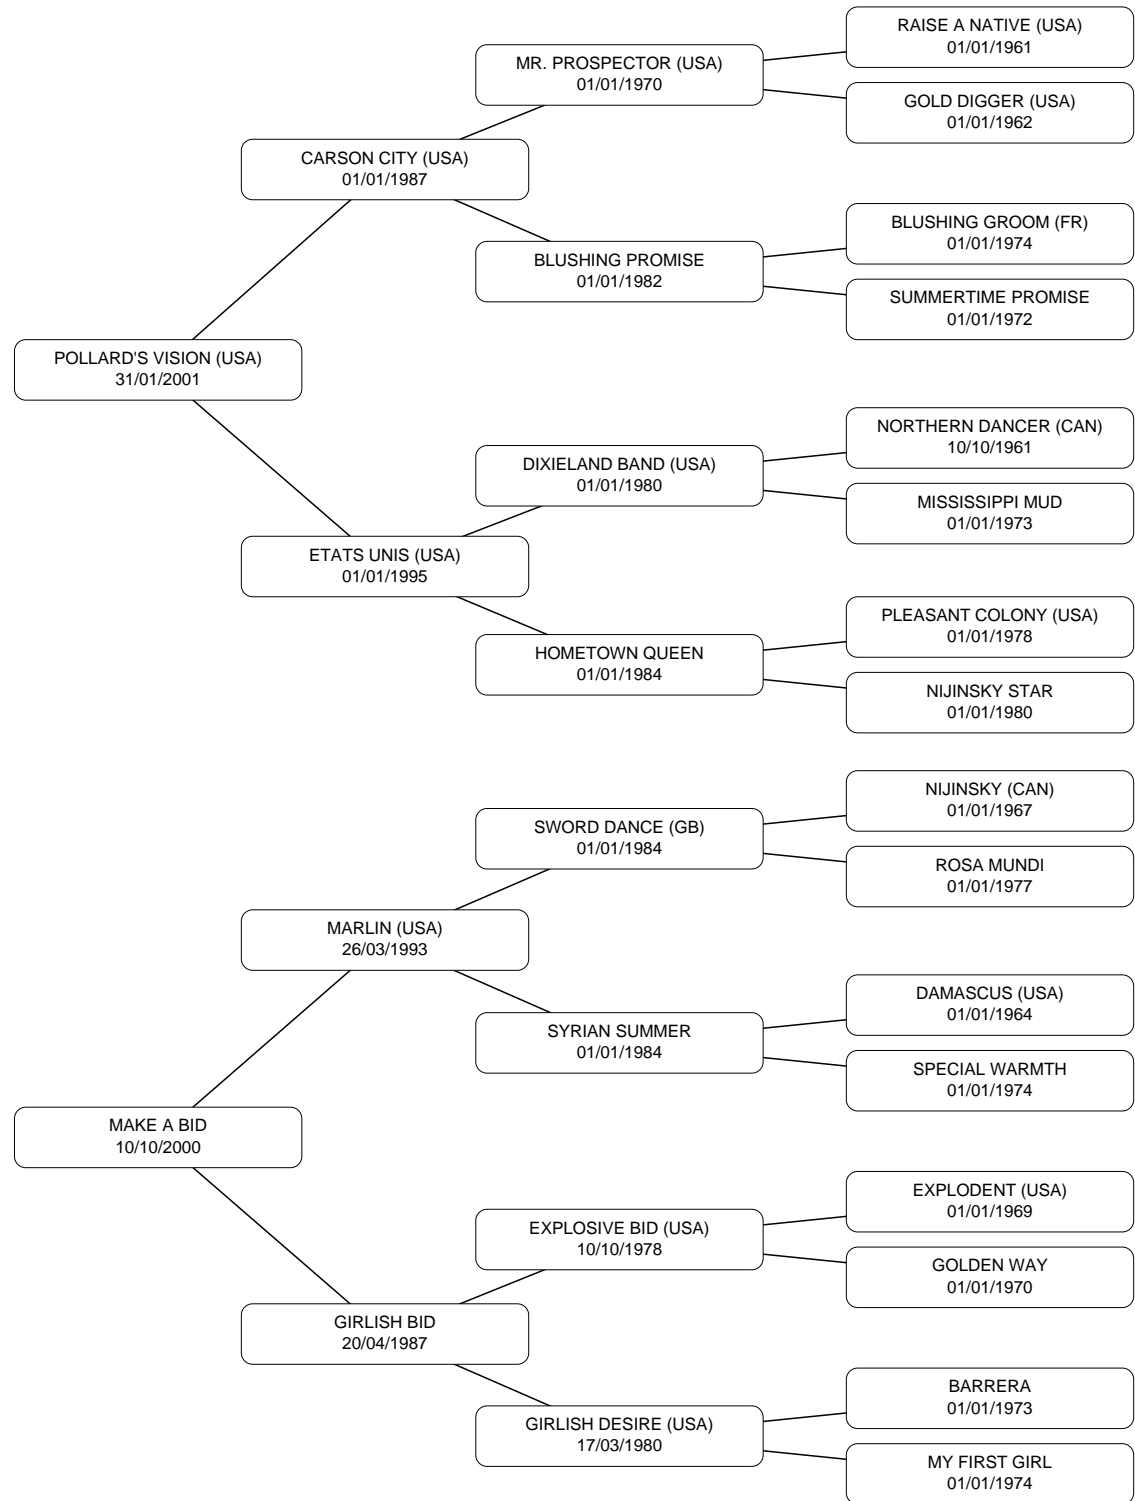 RAISE A NATIVE (USA)
01/01/1961
MR. PROSPECTOR (USA)
01/01/1970
GOLD DIGGER (USA)
01/01/1962
CARSON CITY (USA)
01/01/1987
BLUSHING GROOM (FR)
01/01/1974
BLUSHING PROMISE
01/01/1982
SUMMERTIME PROMISE
01/01/1972
POLLARD'S VISION (USA)
31/01/2001
NORTHERN DANCER (CAN)
10/10/1961
DIXIELAND BAND (USA)
01/01/1980
MISSISSIPPI MUD
01/01/1973
ETATS UNIS (USA)
01/01/1995
PLEASANT COLONY (USA)
01/01/1978
HOMETOWN QUEEN
01/01/1984
NIJINSKY STAR
01/01/1980
NIJINSKY (CAN)
01/01/1967
SWORD DANCE (GB)
01/01/1984
ROSA MUNDI
01/01/1977
MARLIN (USA)
26/03/1993
DAMASCUS (USA)
01/01/1964
SYRIAN SUMMER
01/01/1984
SPECIAL WARMTH
01/01/1974
MAKE A BID
10/10/2000
EXPLODENT (USA)
01/01/1969
EXPLOSIVE BID (USA)
10/10/1978
GOLDEN WAY
01/01/1970
GIRLISH BID
20/04/1987
BARRERA
01/01/1973
GIRLISH DESIRE (USA)
17/03/1980
MY FIRST GIRL
01/01/1974